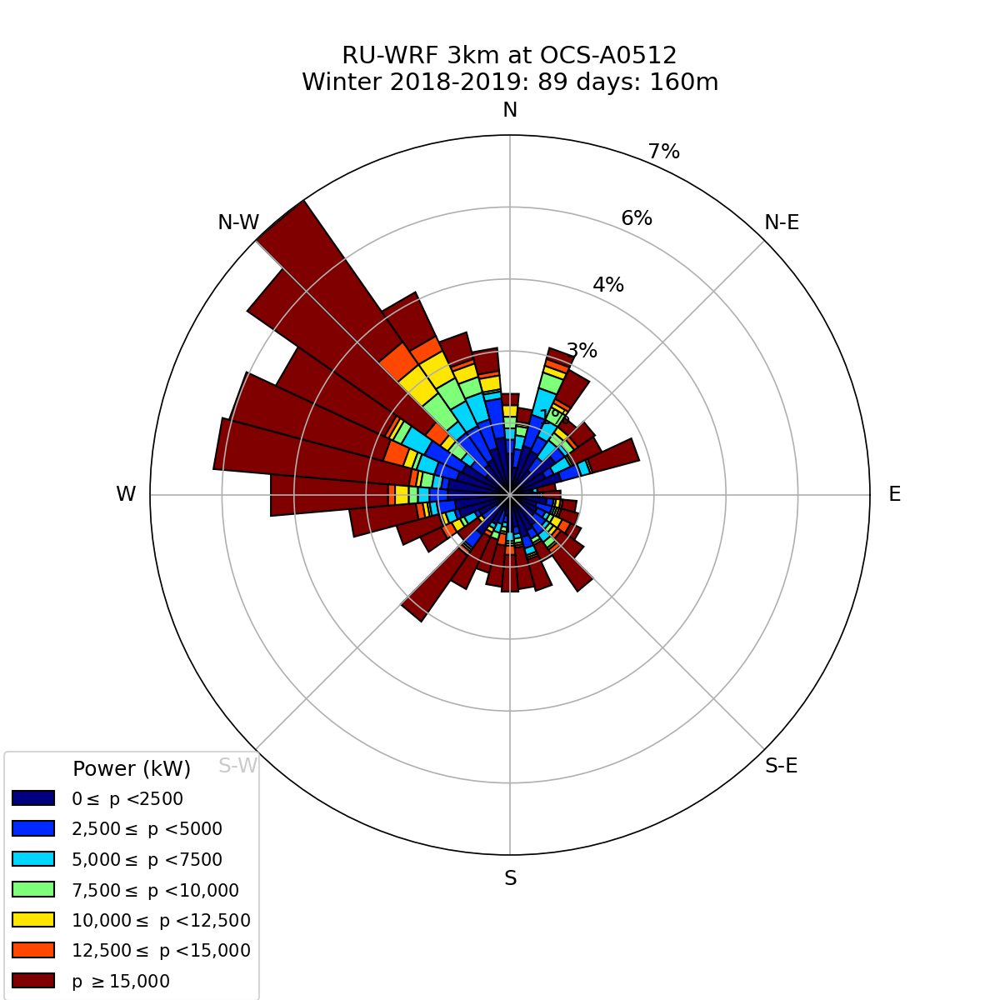 RU-WRF 3km at OCS-A0512
Winter 2018-2019: 89 days: 160m
N
7%
N-W
6%
N-E
4%
3%
1%
W
E
S-W
S-E
S
Power (kW)
0≤ p <2500
2,500≤ p <5000
5,000≤ p <7500
7,500≤ p <10,000
10,000≤ p <12,500
12,500≤ p <15,000
p ≥15,000